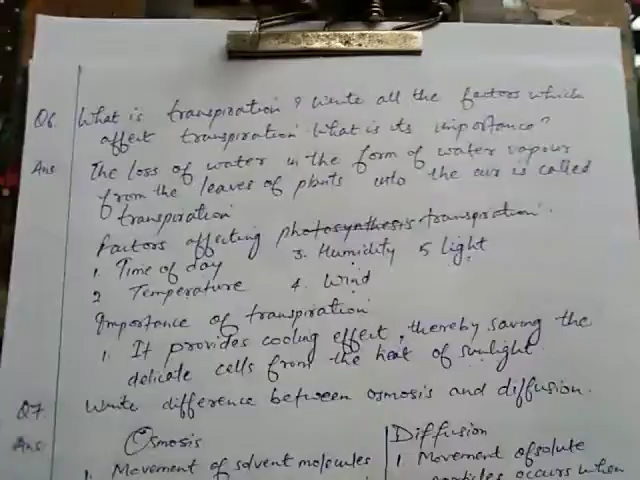 Q6. What is transpiration? Write all the factors which
affect transpiration. What is its importance?
Ans The loss of water in the form of water vapour
from the leaves of plants into the air is called
transpiration
Factors affecting photosynthesis transpiration.
1. Time of day 3. Humidity 5 Light
2 Temperature 4. Wind
Importance of transpiration
1. It provides cooling effect, thereby saving the
delicate cells from the heat of sunlight.
Q7. Write difference between osmosis and diffusion.
Ans Osmosis Diffusion
1. Movement of solvent molecules 1 Movement of solute
particles occurs when